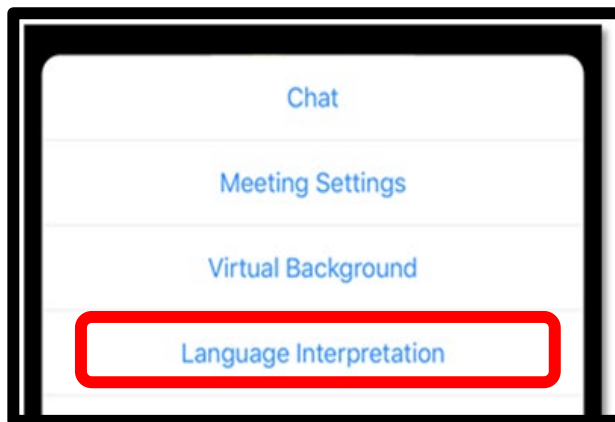 Chat
Meeting Settings
Virtual Background
Language Interpretation